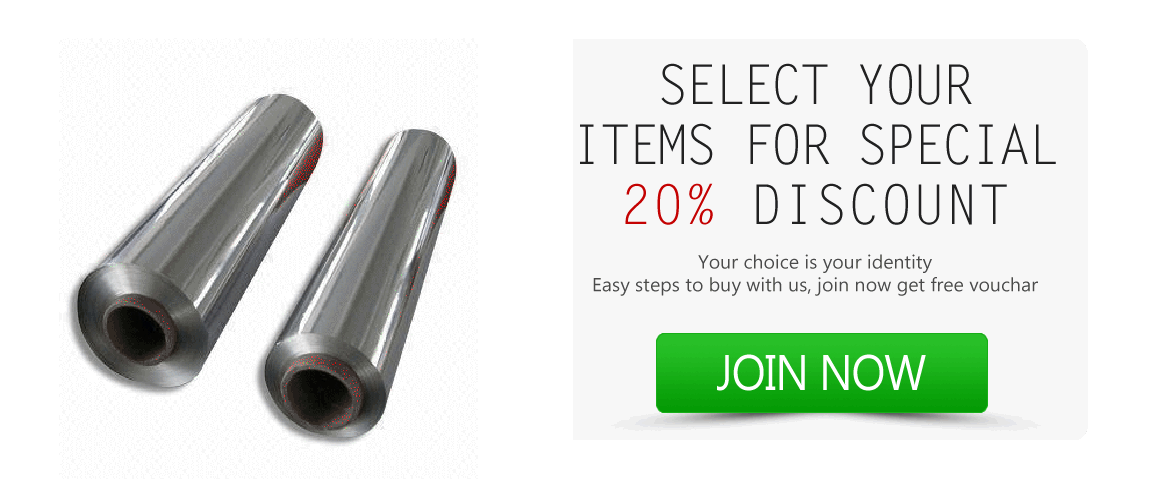 SELECT YOUR
ITEMS FOR SPECIAL
20% DISCOUNT
Your choice is your identity
Easy steps to buy with us, join now get free vouchar
JOIN NOW